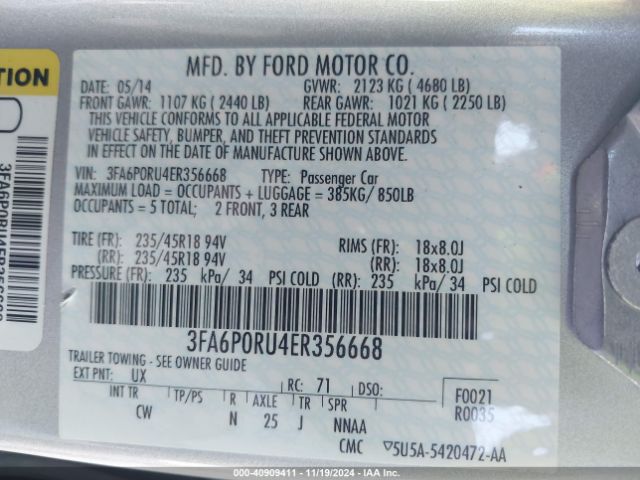 MFD. BY FORD MOTOR CO.
DATE: 05/14 GVWR: 2123 KG ( 4680 LB)
FRONT GAWR: 1107 KG ( 2440 LB) REAR GAWR: 1021 KG ( 2250 LB)
THIS VEHICLE CONFORMS TO ALL APPLICABLE FEDERAL MOTOR
VEHICLE SAFETY, BUMPER, AND THEFT PREVENTION STANDARDS
IN EFFECT ON THE DATE OF MANUFACTURE SHOWN ABOVE.
VIN: 3FA6P0RU4ER356668 TYPE: Passenger Car
MAXIMUM LOAD = OCCUPANTS + LUGGAGE = 385KG/ 850LB
OCCUPANTS = 5 TOTAL; 2 FRONT, 3 REAR
TIRE (FR): 235/45R18 94V RIMS (FR): 18x8.0J
(RR): 235/45R18 94V (RR): 18x8.0J
PRESSURE (FR): 235 kPa/ 34 PSI COLD (RR): 235 kPa/ 34 PSI COLD
3FA6P0RU4ER356668
TRAILER TOWING - SEE OWNER GUIDE
EXT PNT: UX RC: 71 DSO: F0021
INT TR TP/PS R AXLE TR SPR R0035
CW N 25 J NNAA
CMC 5U5A-5420472-AA
TION
3FA6P0RU4ER356668
000-40909411 - 11/19/2024 - IAA Inc.